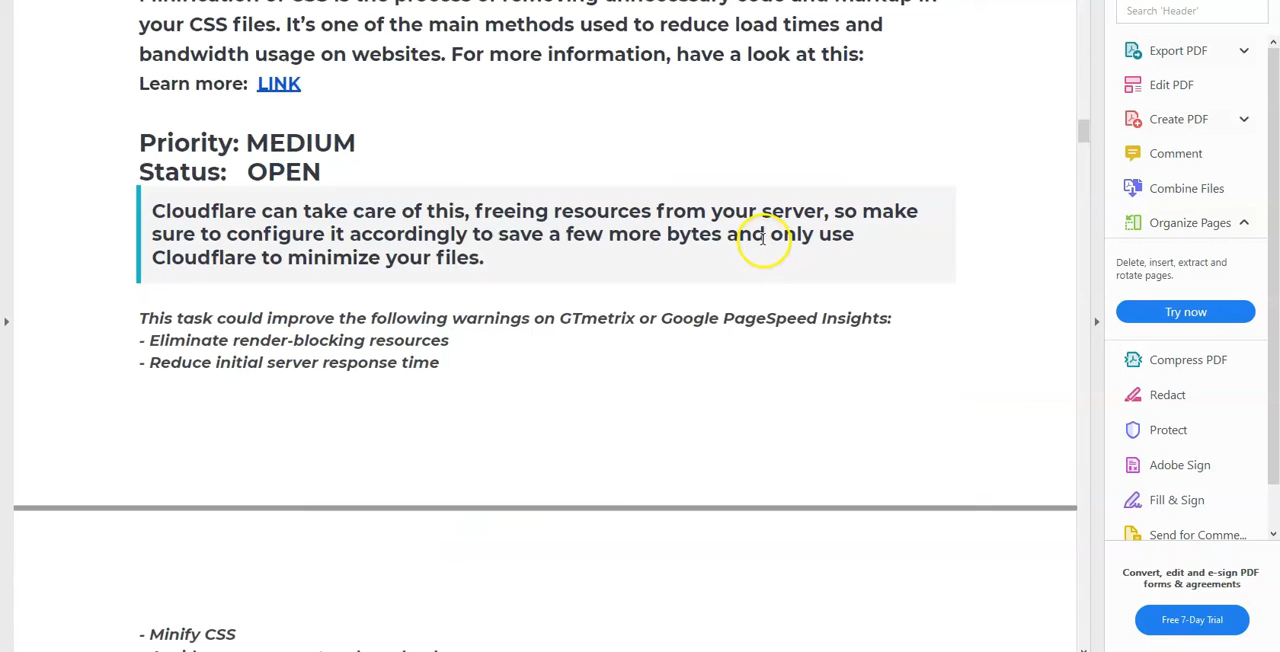 your CSS files. It’s one of the main methods used to reduce load times and
bandwidth usage on websites. For more information, have a look at this:
Learn more: LINK
Priority: MEDIUM
Status: OPEN
Cloudflare can take care of this, freeing resources from your server, so make
sure to configure it accordingly to save a few more bytes and only use
Cloudflare to minimize your files.
This task could improve the following warnings on GTmetrix or Google PageSpeed Insights:
- Eliminate render-blocking resources
- Reduce initial server response time
- Minify CSS
Search 'Header'
Export PDF
Edit PDF
Create PDF
Comment
Combine Files
Organize Pages
Delete, insert, extract and
rotate pages.
Try now
Compress PDF
Redact
Protect
Adobe Sign
Fill & Sign
Send for Comme...
Convert, edit and e-sign PDF
forms & agreements
Free 7-Day Trial